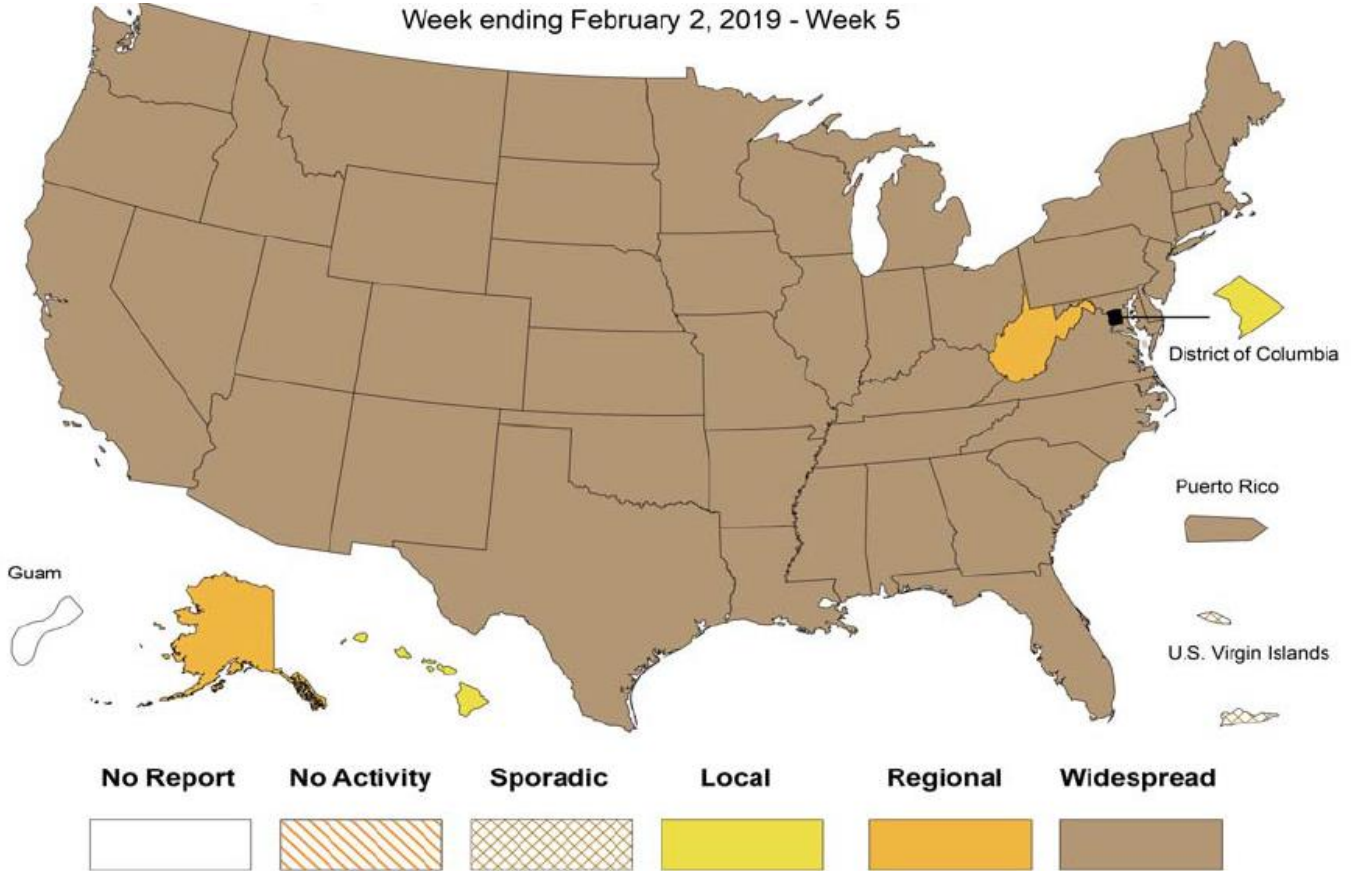 Week ending February 2, 2019 - Week 5
District of Columbia
Puerto Rico
Guam
U.S. Virgin Islands
No Report
No Activity
Sporadic
Local
Regional
Widespread